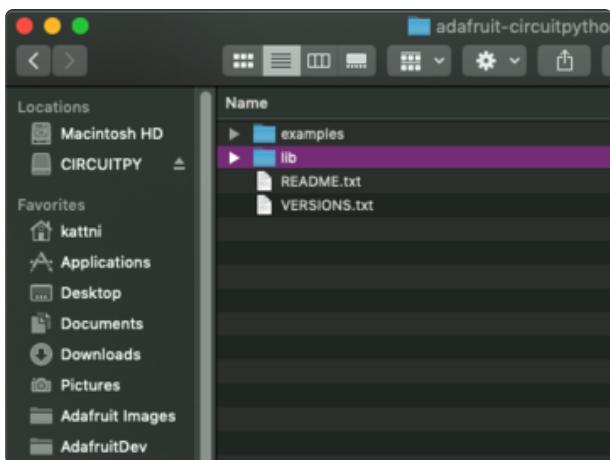 adafruit-circuitpytho
Locations
Macintosh HD
CIRCUITPY
Favorites
kattni
Applications
Desktop
Documents
Downloads
Pictures
Adafruit Images
AdafruitDev
Name
examples
lib
README.txt
VERSIONS.txt